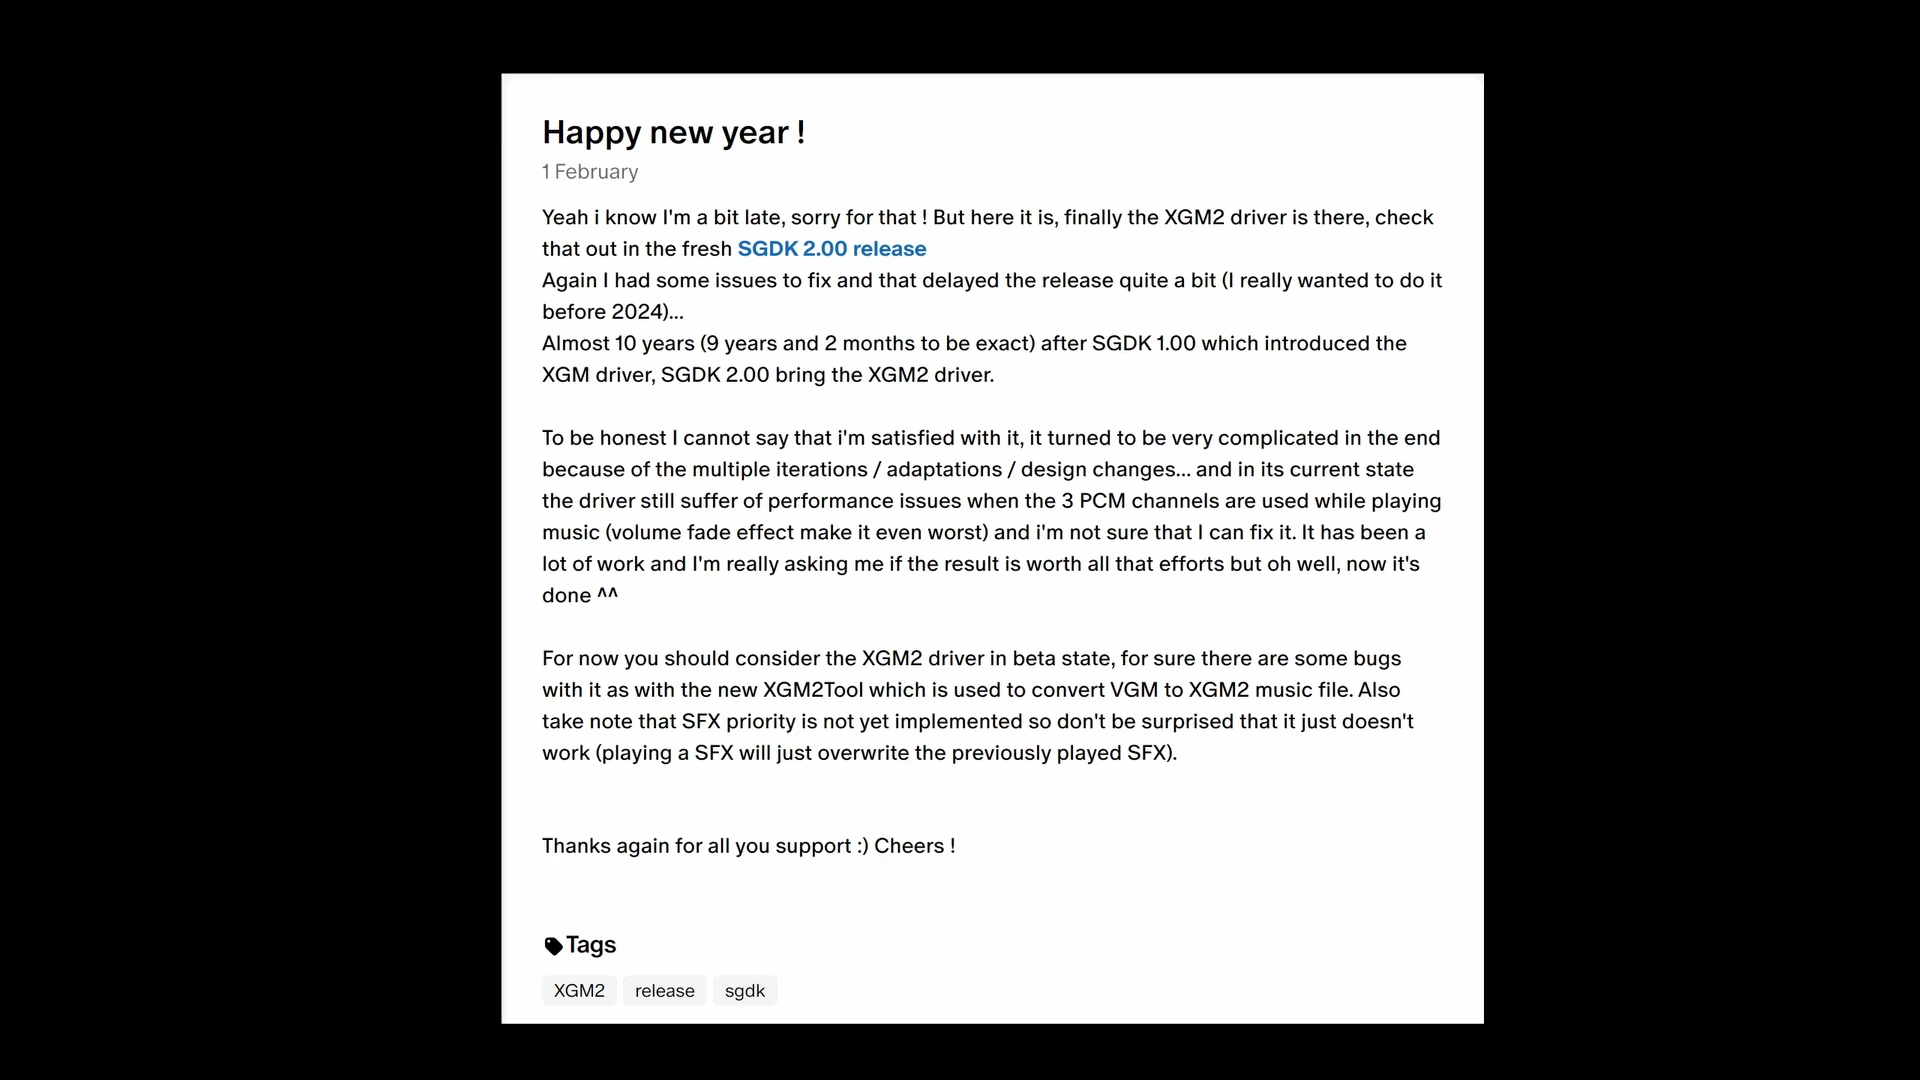 Happy new year !
1 February
Yeah i know I'm a bit late, sorry for that ! But here it is, finally the XGM2 driver is there, check
that out in the fresh SGDK 2.00 release
Again I had some issues to fix and that delayed the release quite a bit (I really wanted to do it
before 2024)...
Almost 10 years (9 years and 2 months to be exact) after SGDK 1.00 which introduced the
XGM driver, SGDK 2.00 bring the XGM2 driver.
To be honest I cannot say that i'm satisfied with it, it turned to be very complicated in the end
because of the multiple iterations / adaptations / design changes... and in its current state
the driver still suffer of performance issues when the 3 PCM channels are used while playing
music (volume fade effect make it even worst) and i'm not sure that I can fix it. It has been a
lot of work and I'm really asking me if the result is worth all that efforts but oh well, now it's
done ^^
For now you should consider the XGM2 driver in beta state, for sure there are some bugs
with it as with the new XGM2Tool which is used to convert VGM to XGM2 music file. Also
take note that SFX priority is not yet implemented so don't be surprised that it just doesn't
work (playing a SFX will just overwrite the previously played SFX).
Thanks again for all you support :) Cheers !
Tags
XGM2 release sgdk